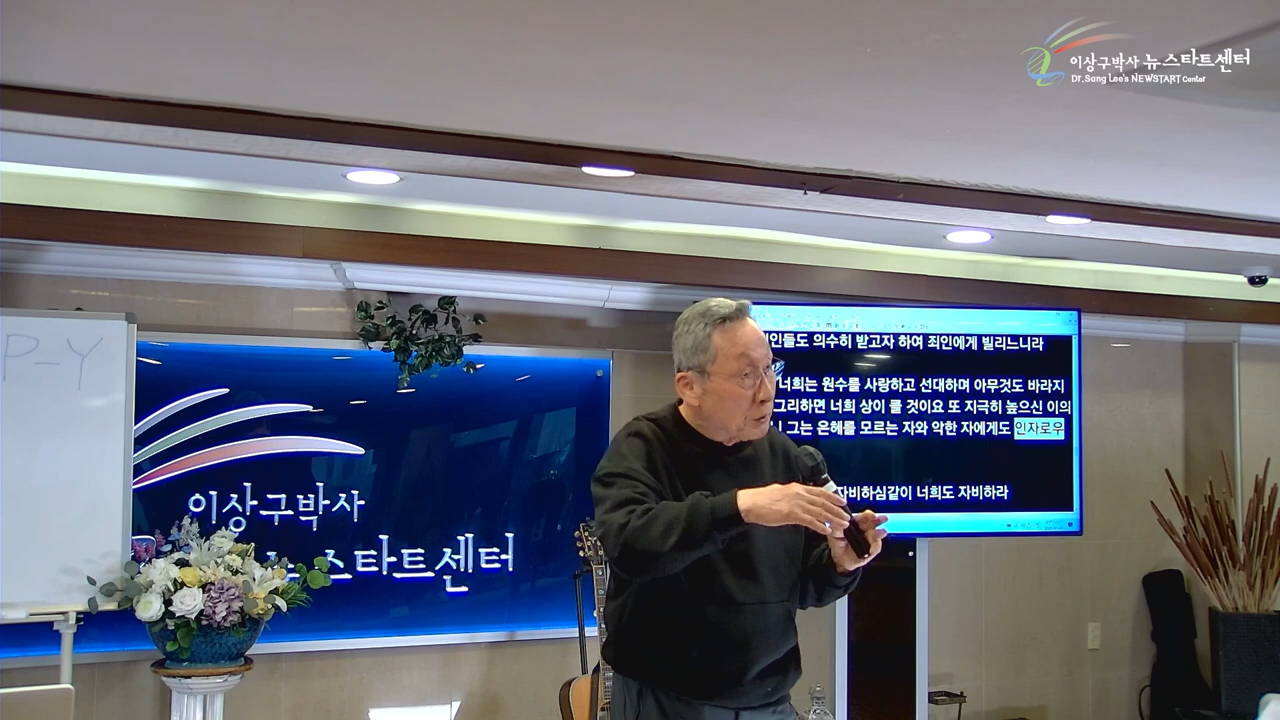 이상구박사 뉴스타트센터
Dr. Sang Lee's NEWSTART Center
P-Y
인들도 의수히 받고자 하여 죄인에게 빌리느니라
너희는 원수를 사랑하고 선대하며 아무것도 바라지
그리하면 너희 상이 클 것이요 또 지극히 높으신 이의
그는 은혜를 모르는 자와 악한 자에게도 인자로우
자비하심같이 너희도 자비하라
이상구박사
스타트센터